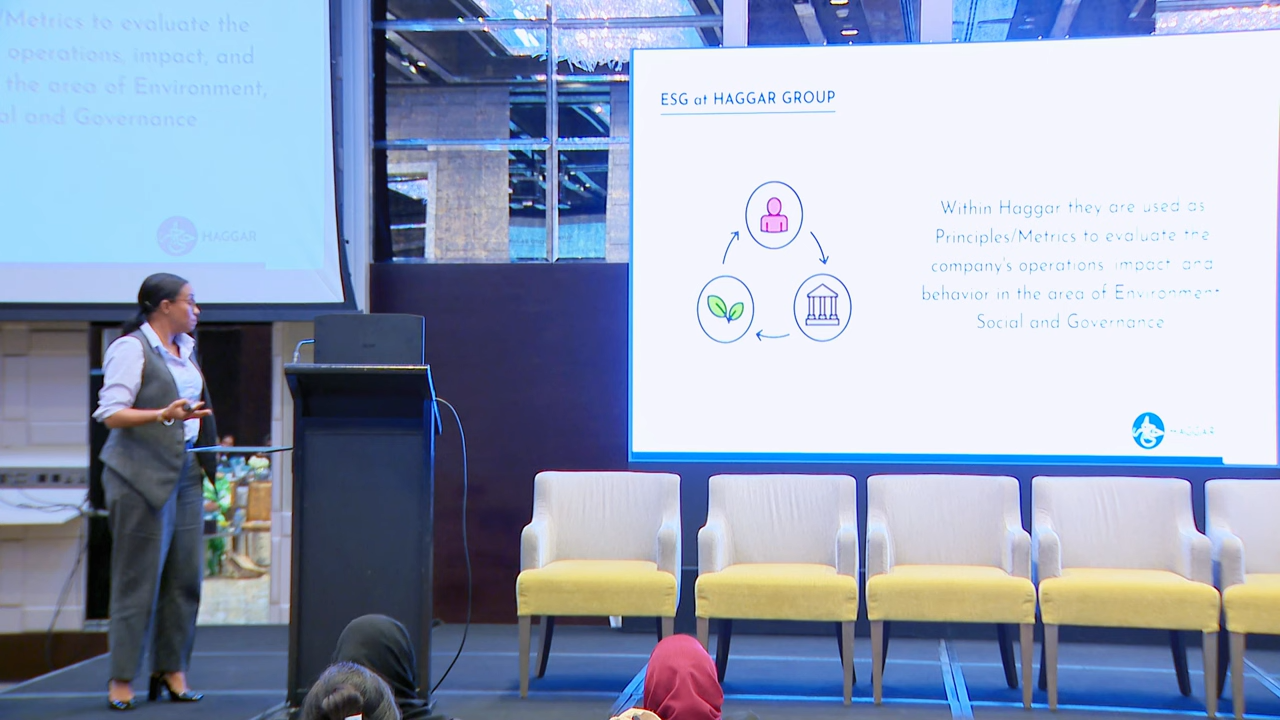 /Metrics to evaluate the
operations, impact, and
the area of Environment,
al and Governance
HAGGAR
ESG at HAGGAR GROUP
Within Haggar they are used as
Principles/Metrics to evaluate the
company's operations impact and
behavior in the area of Environment
Social and Governance
HAGGAR